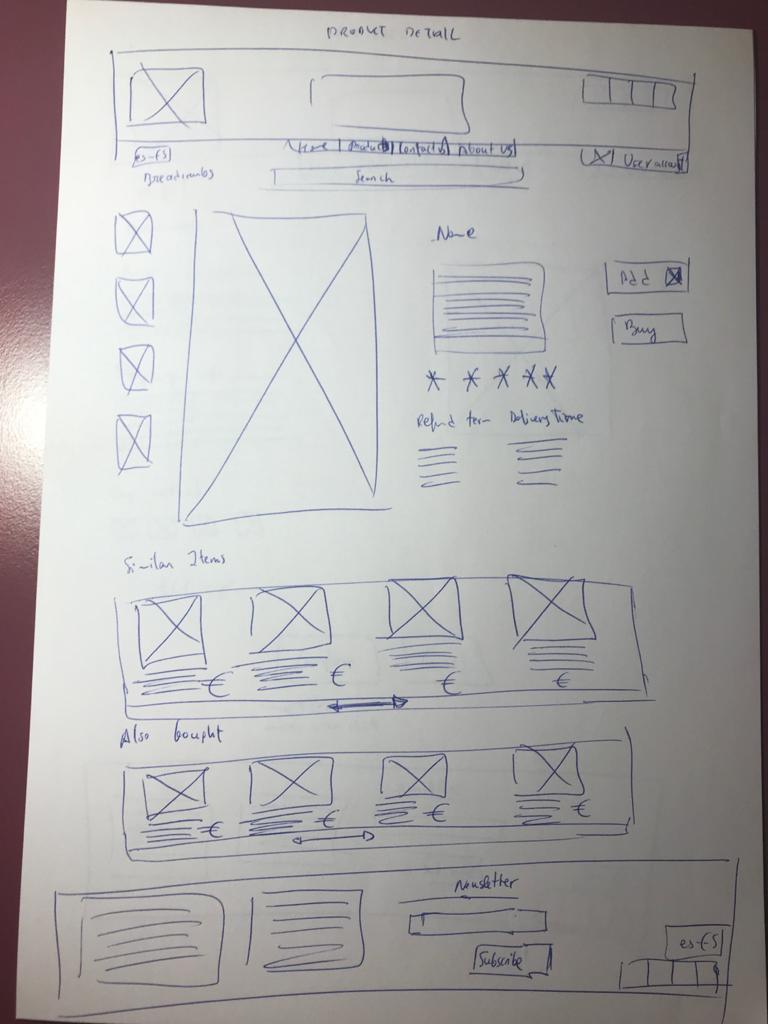 PRODUCT DETAIL
es-ES
Home | Products | Contact us | About us
User account
Breadcrumbs
Search
Name
Add
Buy
Refund term
Delivery Time
Similar Items
€ € € €
Also bought
€ € € €
Newsletter
Subscribe
es-ES